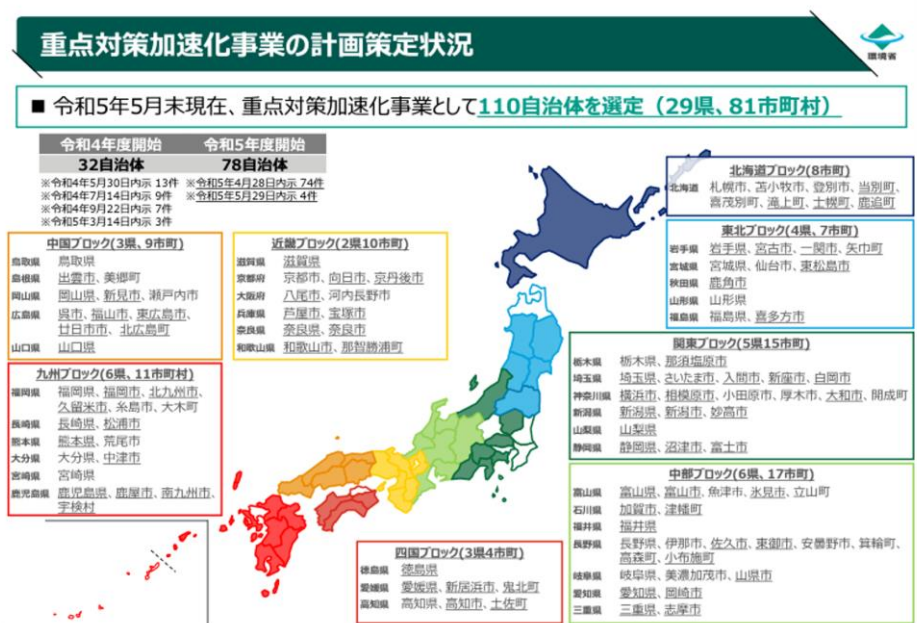 重点対策加速化事業の計画策定状況
環境省
■ 令和5年5月末現在、重点対策加速化事業として110自治体を選定（29県、81市町村）
令和4年度開始 令和5年度開始
32自治体 78自治体
※令和4年5月30日内示 13件 ※令和5年4月28日内示 74件
※令和4年7月14日内示 9件 ※令和5年5月29日内示 4件
※令和4年9月22日内示 7件
※令和5年3月14日内示 3件
北海道ブロック(8市町)
北海道 札幌市、苫小牧市、登別市、当別町、
喜茂別町、滝上町、士幌町、鹿追町
中国ブロック(3県、9市町)
鳥取県 鳥取県
島根県 出雲市、美郷町
岡山県 岡山県、新見市、瀬戸内市
広島県 呉市、福山市、東広島市、
廿日市市、北広島町
山口県 山口県
近畿ブロック(2県10市町)
滋賀県 滋賀県
京都府 京都市、向日市、京丹後市
大阪府 八尾市、河内長野市
兵庫県 芦屋市、宝塚市
奈良県 奈良県、奈良市
和歌山県 和歌山市、那智勝浦町
東北ブロック(4県、7市町)
岩手県 岩手県、宮古市、一関市、矢巾町
宮城県 宮城県、仙台市、東松島市
秋田県 鹿角市
山形県 山形県
福島県 福島県、喜多方市
関東ブロック(5県15市町)
栃木県 栃木県、那須塩原市
埼玉県 埼玉県、さいたま市、入間市、新座市、白岡市
神奈川県 横浜市、相模原市、小田原市、厚木市、大和市、開成町
新潟県 新潟県、新潟市、妙高市
山梨県 山梨県
静岡県 静岡県、沼津市、富士市
九州ブロック(6県、11市町村)
福岡県 福岡県、福岡市、北九州市、
久留米市、糸島市、大木町
長崎県 長崎県、松浦市
熊本県 熊本県、荒尾市
大分県 大分県、中津市
宮崎県 宮崎県
鹿児島県 鹿児島県、鹿屋市、南九州市、
宇検村
中部ブロック(6県、17市町)
富山県 富山県、富山市、魚津市、氷見市、立山町
石川県 加賀市、津幡町
福井県 福井県
長野県 長野県、伊那市、佐久市、東御市、安曇野市、箕輪町、
高森町、小布施町
岐阜県 岐阜県、美濃加茂市、山県市
愛知県 愛知県、岡崎市
三重県 三重県、志摩市
四国ブロック(3県4市町)
徳島県 徳島県
愛媛県 愛媛県、新居浜市、鬼北町
高知県 高知県、高知市、土佐町